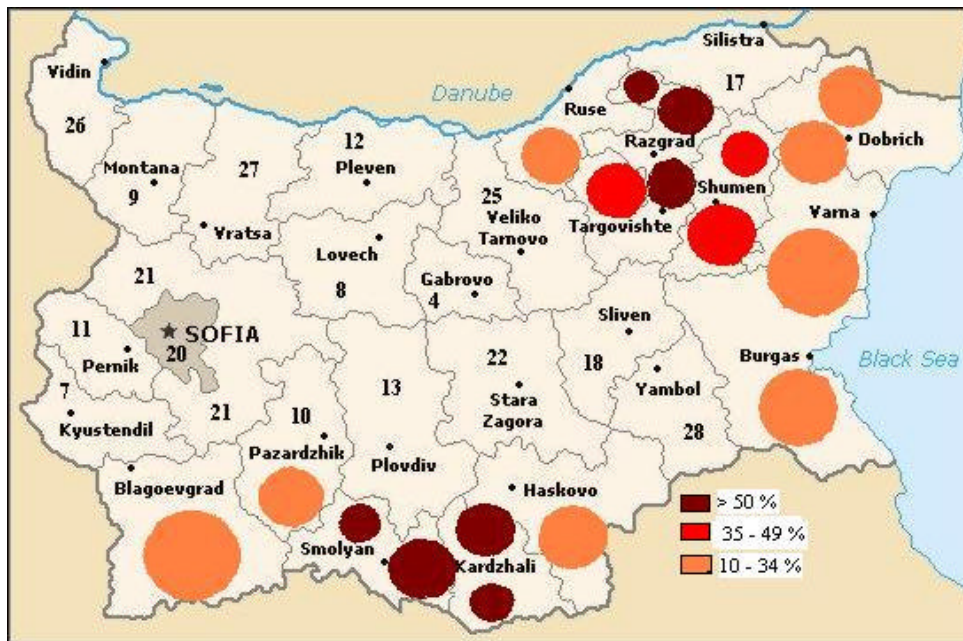 Silistra
Vidin
17
Danube
Ruse
26
12
Razgrad
Dobrich
Montana
27
Pleven
9
25
Shumen
Veliko
Tarnovo
Targovishte
Varna
Vratsa
Lovech
21
8
Gabrovo
4
Sliven
11
SOFIA
20
Pernik
22
18
Burgas
Black Sea
7
13
Yambol
Kyustendil
21
10
Stara
Zagora
28
Pazardzhik
Plovdiv
Blagoevgrad
Haskovo
> 50 %
35 - 49 %
Smolyan
Kardzhali
10 - 34 %